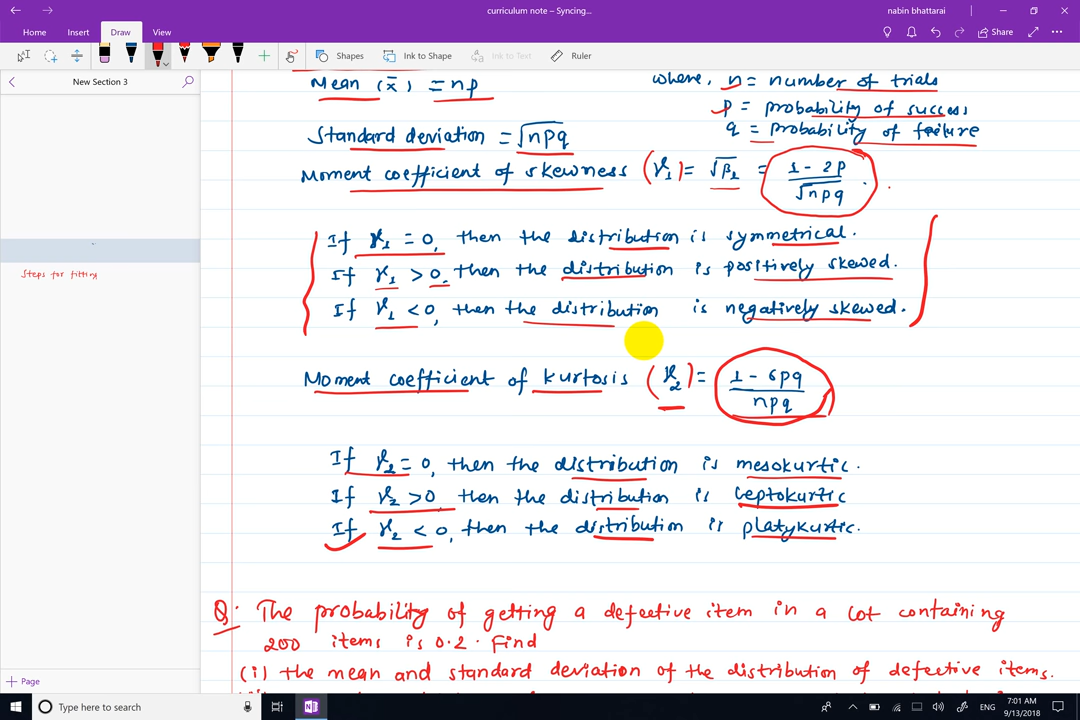 curriculum note – Syncing...
nabin bhattarai
Home
Insert
Draw
View
Share
Shapes
Ink to Shape
Ink to Text
Ruler
New Section 3
Steps for fitting
Mean (x̄) = np
where, n = number of trials
p = probability of success
q = probability of failure
Standard deviation = √npq
Moment coefficient of skewness (γ₁) = √β₁ = 1 - 2p / √npq .
If γ₁ = 0, then the distribution is symmetrical.
If γ₁ > 0, then the distribution is positively skewed.
If γ₁ < 0, then the distribution is negatively skewed.
Moment coefficient of kurtosis (γ₂) = 1 - 6pq / npq
If γ₂ = 0, then the distribution is mesokurtic.
If γ₂ > 0, then the distribution is leptokurtic
If γ₂ < 0, then the distribution is platykurtic.
Q. The probability of getting a defective item in a lot containing
200 items is 0.2. Find
(i) the mean and standard deviation of the distribution of defective items.
Page
Type here to search
7:01 AM
9/13/2018